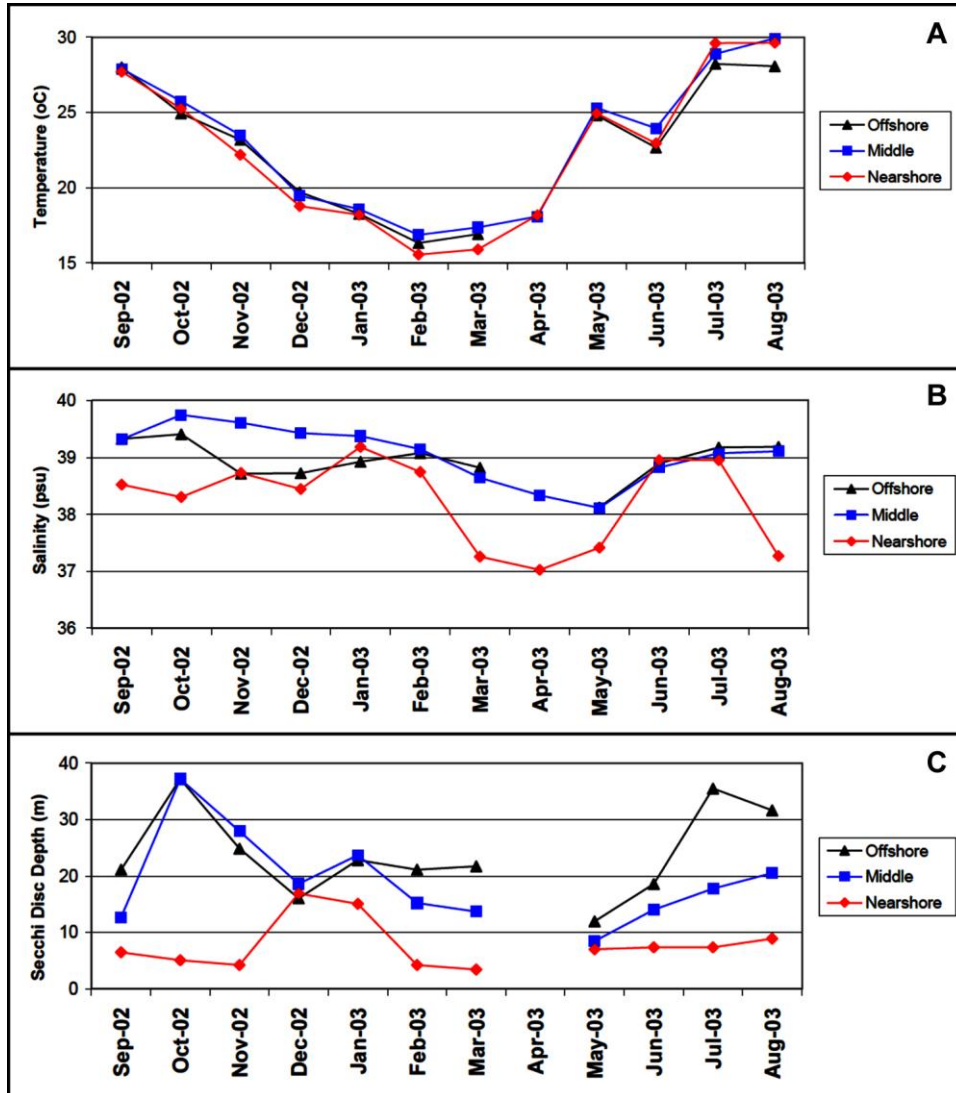 A
30
25
20
15
Temperature (oC)
Sep-02
Oct-02
Nov-02
Dec-02
Jan-03
Feb-03
Mar-03
Apr-03
May-03
Jun-03
Jul-03
Aug-03
Offshore
Middle
Nearshore
B
40
39
38
37
36
Salinity (psu)
Sep-02
Oct-02
Nov-02
Dec-02
Jan-03
Feb-03
Mar-03
Apr-03
May-03
Jun-03
Jul-03
Aug-03
Offshore
Middle
Nearshore
C
40
30
20
10
0
Secchi Disc Depth (m)
Sep-02
Oct-02
Nov-02
Dec-02
Jan-03
Feb-03
Mar-03
Apr-03
May-03
Jun-03
Jul-03
Aug-03
Offshore
Middle
Nearshore